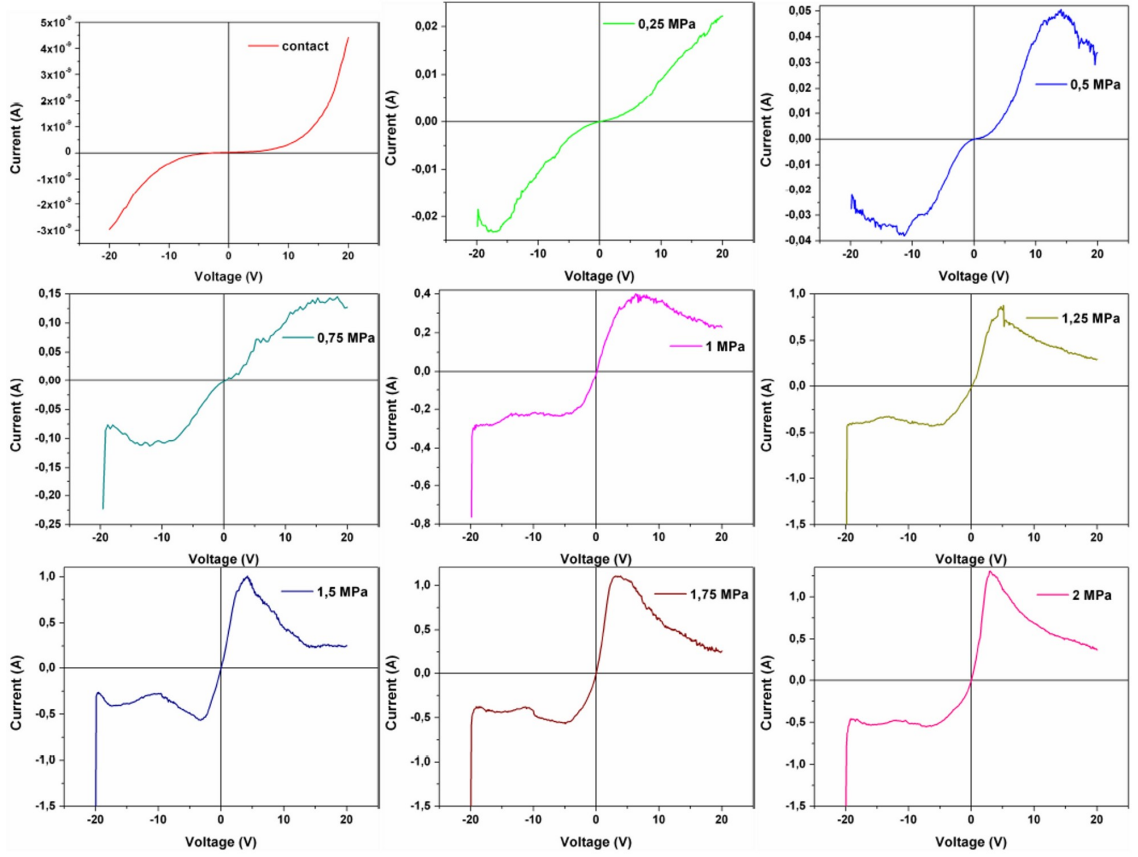 5x10⁻⁹
4x10⁻⁹
3x10⁻⁹
2x10⁻⁹
1x10⁻⁹
0
-1x10⁻⁹
-2x10⁻⁹
-3x10⁻⁹
Current (A)
contact
-20 -10 0 10 20
Voltage (V)
0,02
0,01
0,00
-0,01
-0,02
Current (A)
0,25 MPa
-20 -10 0 10 20
Voltage (V)
0,05
0,04
0,03
0,02
0,01
0,00
-0,01
-0,02
-0,03
-0,04
Current (A)
0,5 MPa
-20 -10 0 10 20
Voltage (V)
0,15
0,10
0,05
0,00
-0,05
-0,10
-0,15
-0,20
-0,25
Current (A)
0,75 MPa
-20 -10 0 10 20
Voltage (V)
0,4
0,2
0,0
-0,2
-0,4
-0,6
-0,8
Current (A)
1 MPa
-20 -10 0 10 20
Voltage (V)
1,0
0,5
0,0
-0,5
-1,0
-1,5
Current (A)
1,25 MPa
-20 -10 0 10 20
Voltage (V)
1,0
0,5
0,0
-0,5
-1,0
-1,5
Current (A)
1,5 MPa
-20 -10 0 10 20
Voltage (V)
1,0
0,5
0,0
-0,5
-1,0
-1,5
Current (A)
1,75 MPa
-20 -10 0 10 20
Voltage (V)
1,0
0,5
0,0
-0,5
-1,0
-1,5
Current (A)
2 MPa
-20 -10 0 10 20
Voltage (V)